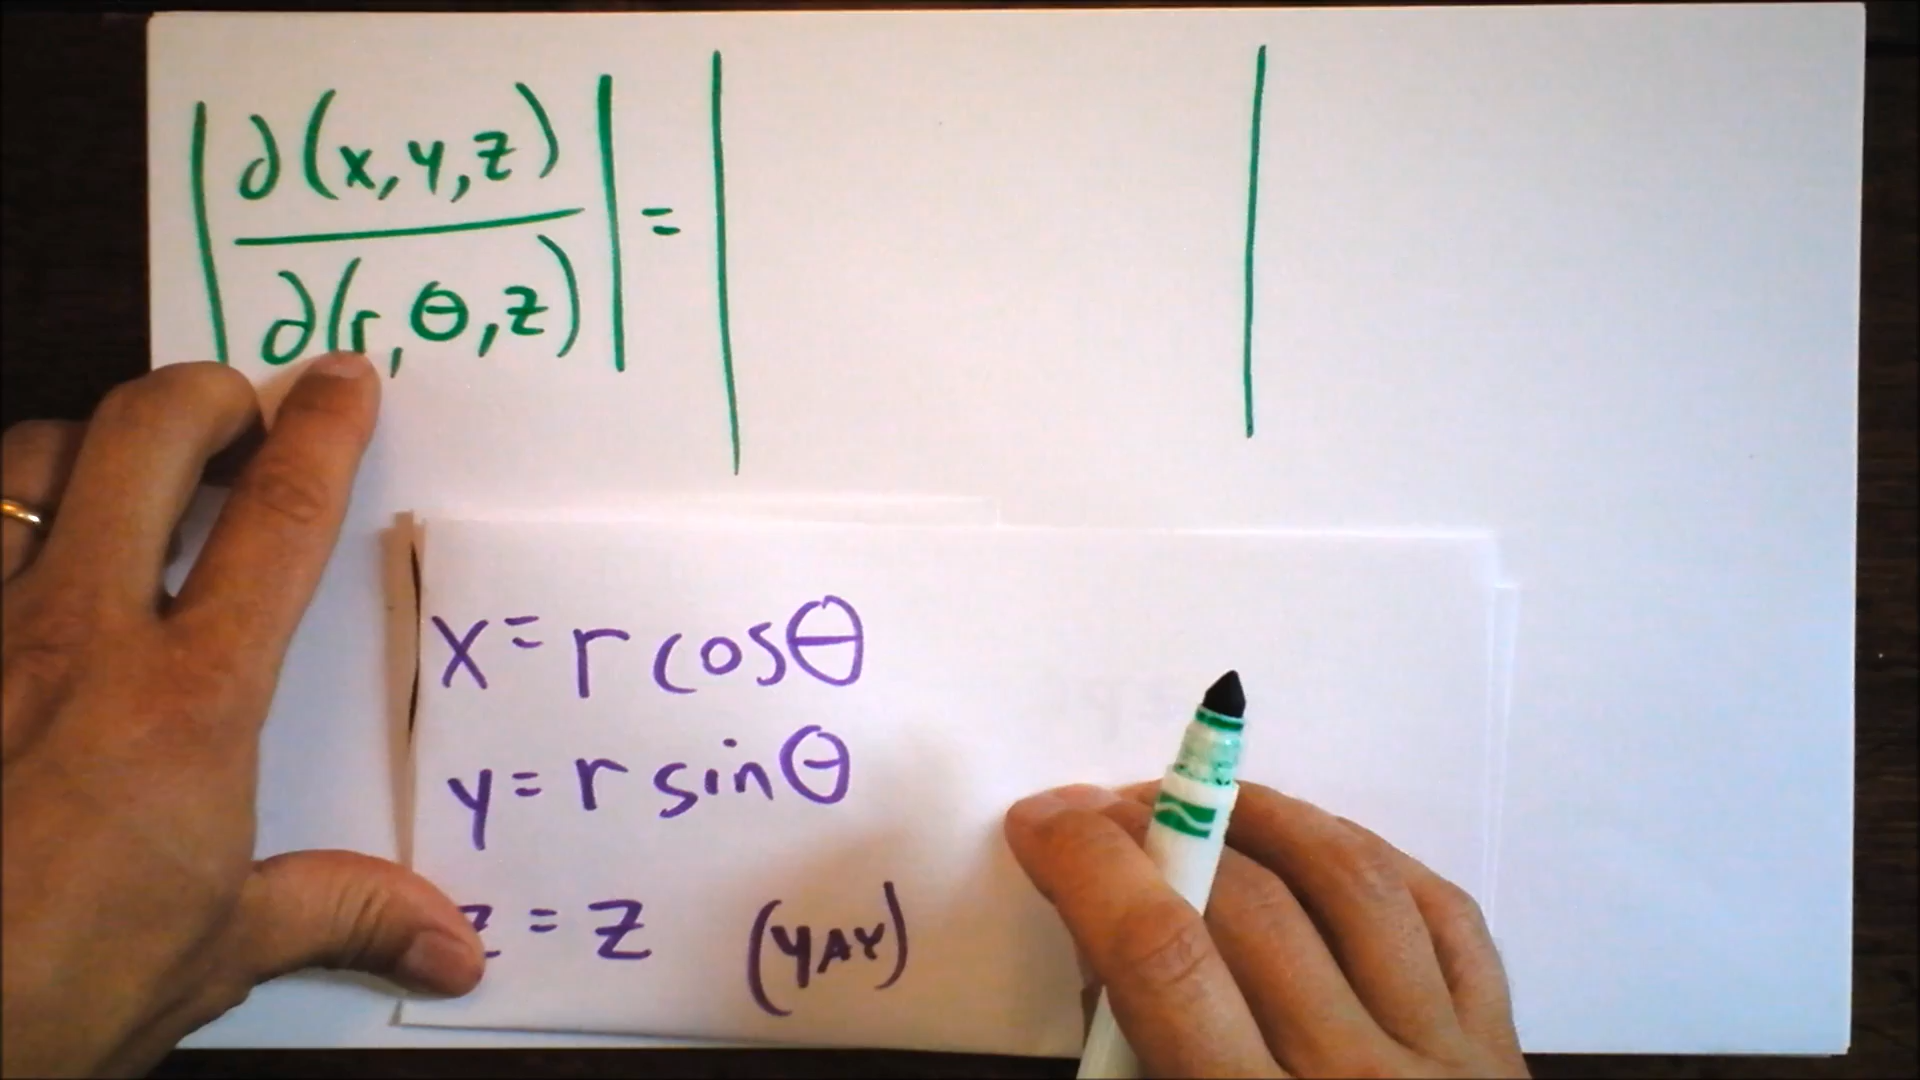 |∂(x,y,z)
∂(r,θ,z)| = | |
x = r cosθ
y = r sinθ
z = z (YAY)